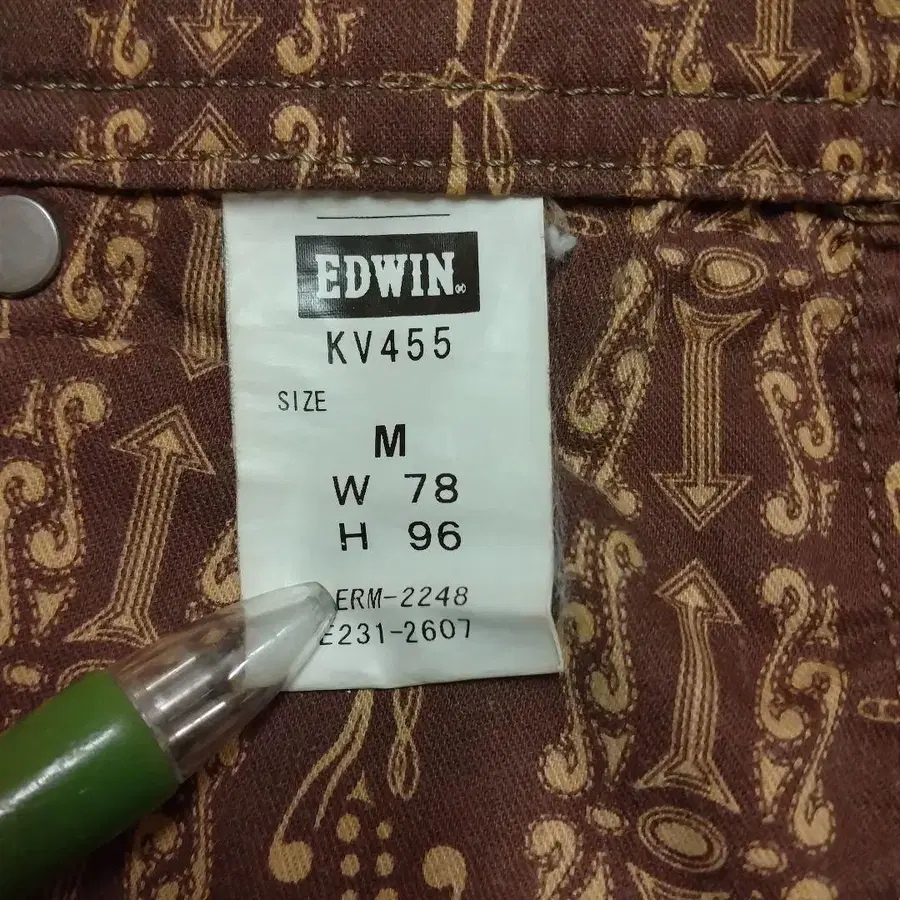 EDWIN
KV455
SIZE
M
W 78
H 96
ERM-2248
E231-2607